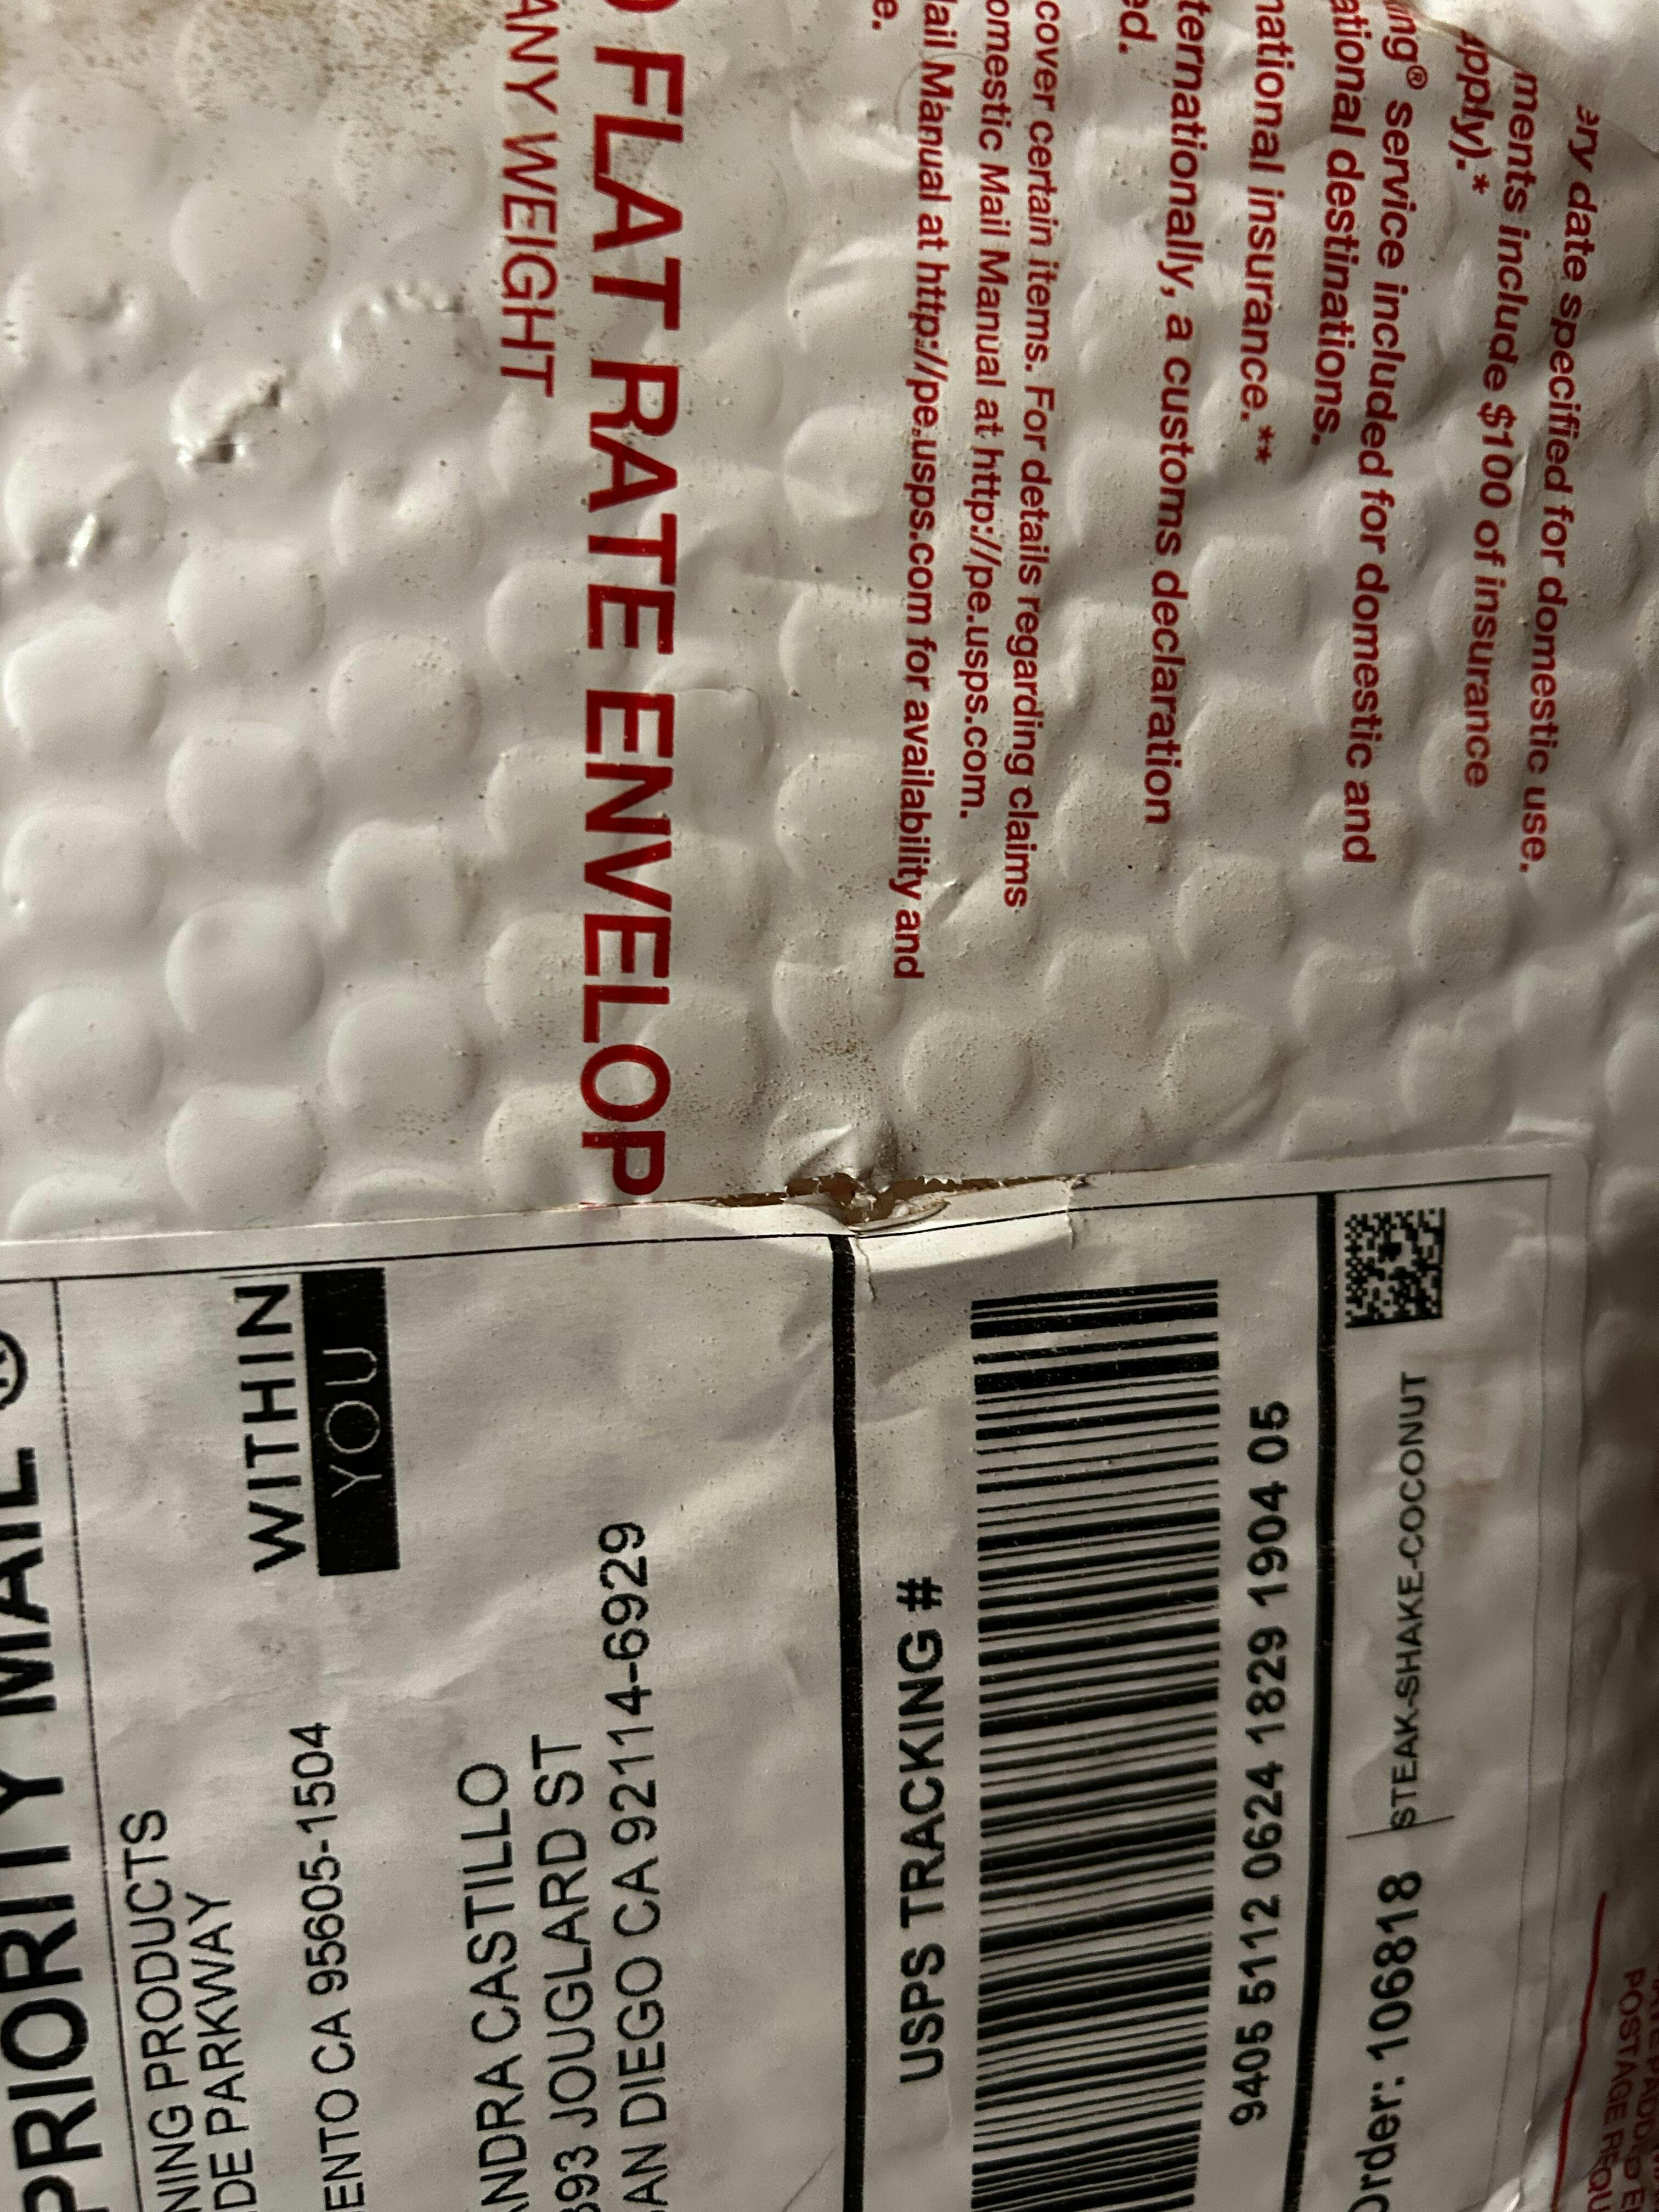 ery date specified for domestic use.
ments include $100 of insurance
apply).*
ing® service included for domestic and
ational destinations.
national insurance.**
ternationally, a customs declaration
ed.
cover certain items. For details regarding claims
omestic Mail Manual at http://pe.usps.com.
ail Manual at http://pe.usps.com for availability and
e.
FLAT RATE ENVELOP
ANY WEIGHT
PRIORITY MAIL ®
NING PRODUCTS
DE PARKWAY
ENTO CA 95605-1504
WITHIN
YOU
ANDRA CASTILLO
893 JOUGLARD ST
AN DIEGO CA 92114-6929
USPS TRACKING #
9405 5112 0624 1829 1904 05
Order: 106818
STEAK-SHAKE-COCONUT
POSTAGE REQU